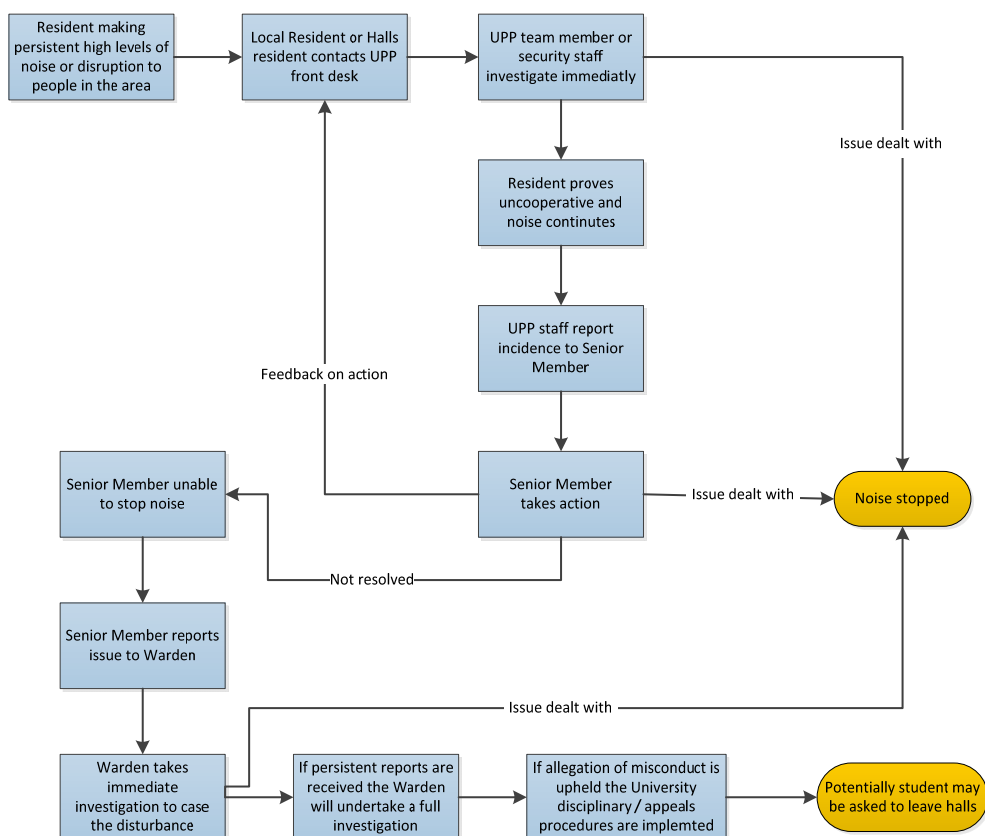 Resident making
persistent high levels of
noise or disruption to
people in the area
Local Resident or Halls
resident contacts UPP
front desk
UPP team member or
security staff
investigate immediatly
Issue dealt with
Resident proves
uncooperative and
noise continutes
UPP staff report
incidence to Senior
Member
Feedback on action
Senior Member unable
to stop noise
Senior Member
takes action
Issue dealt with
Noise stopped
Not resolved
Senior Member reports
issue to Warden
Issue dealt with
Warden takes
immediate
investigation to case
the disturbance
If persistent reports are
received the Warden
will undertake a full
investigation
If allegation of misconduct is
upheld the University
disciplinary / appeals
procedures are implemted
Potentially student may
be asked to leave halls